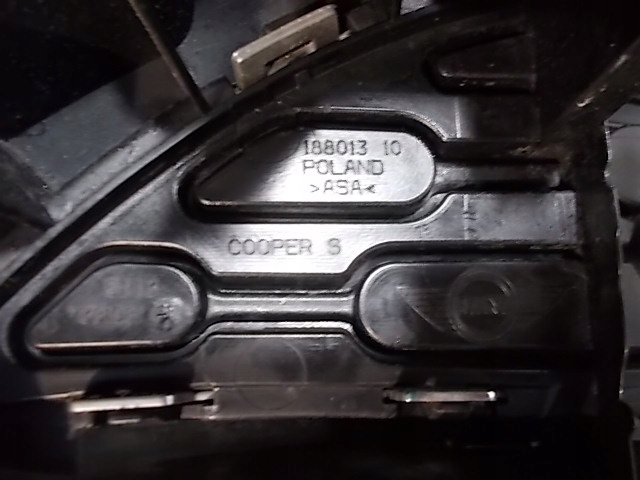 188013 10
POLAND
>ASA<
COOPER S